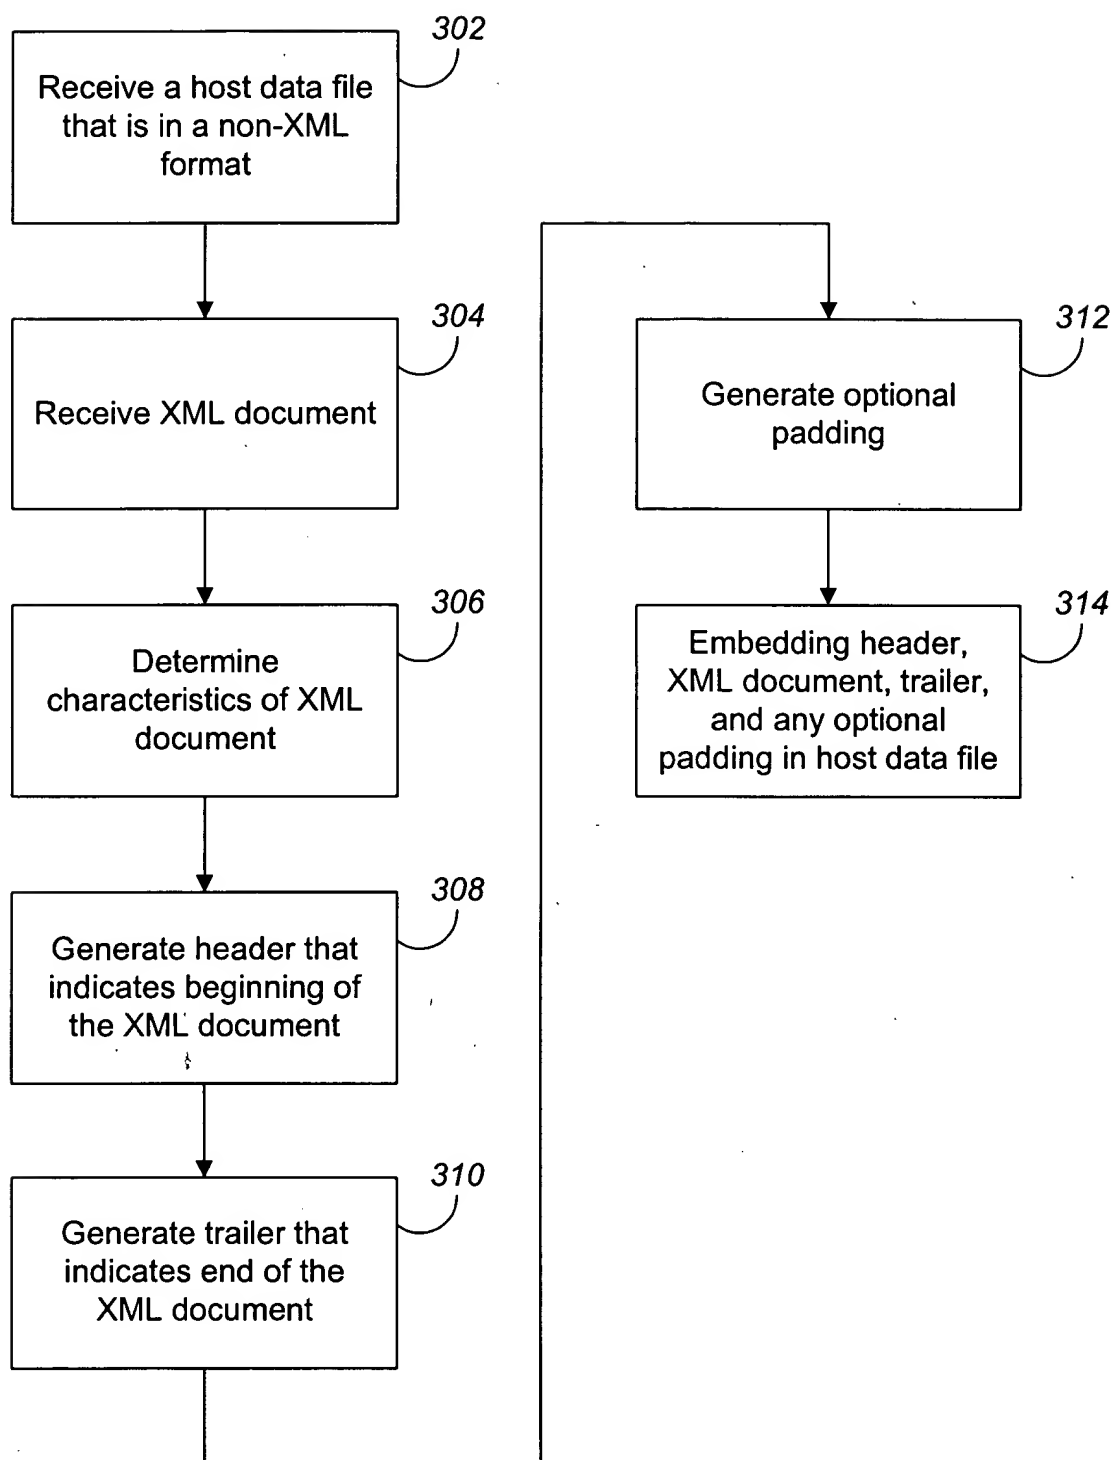 302
Receive a host data file
that is in a non-XML
format
304
Receive XML document
306
Determine
characteristics of XML
document
308
Generate header that
indicates beginning of
the XML document
310
Generate trailer that
indicates end of the
XML document
312
Generate optional
padding
314
Embedding header,
XML document, trailer,
and any optional
padding in host data file